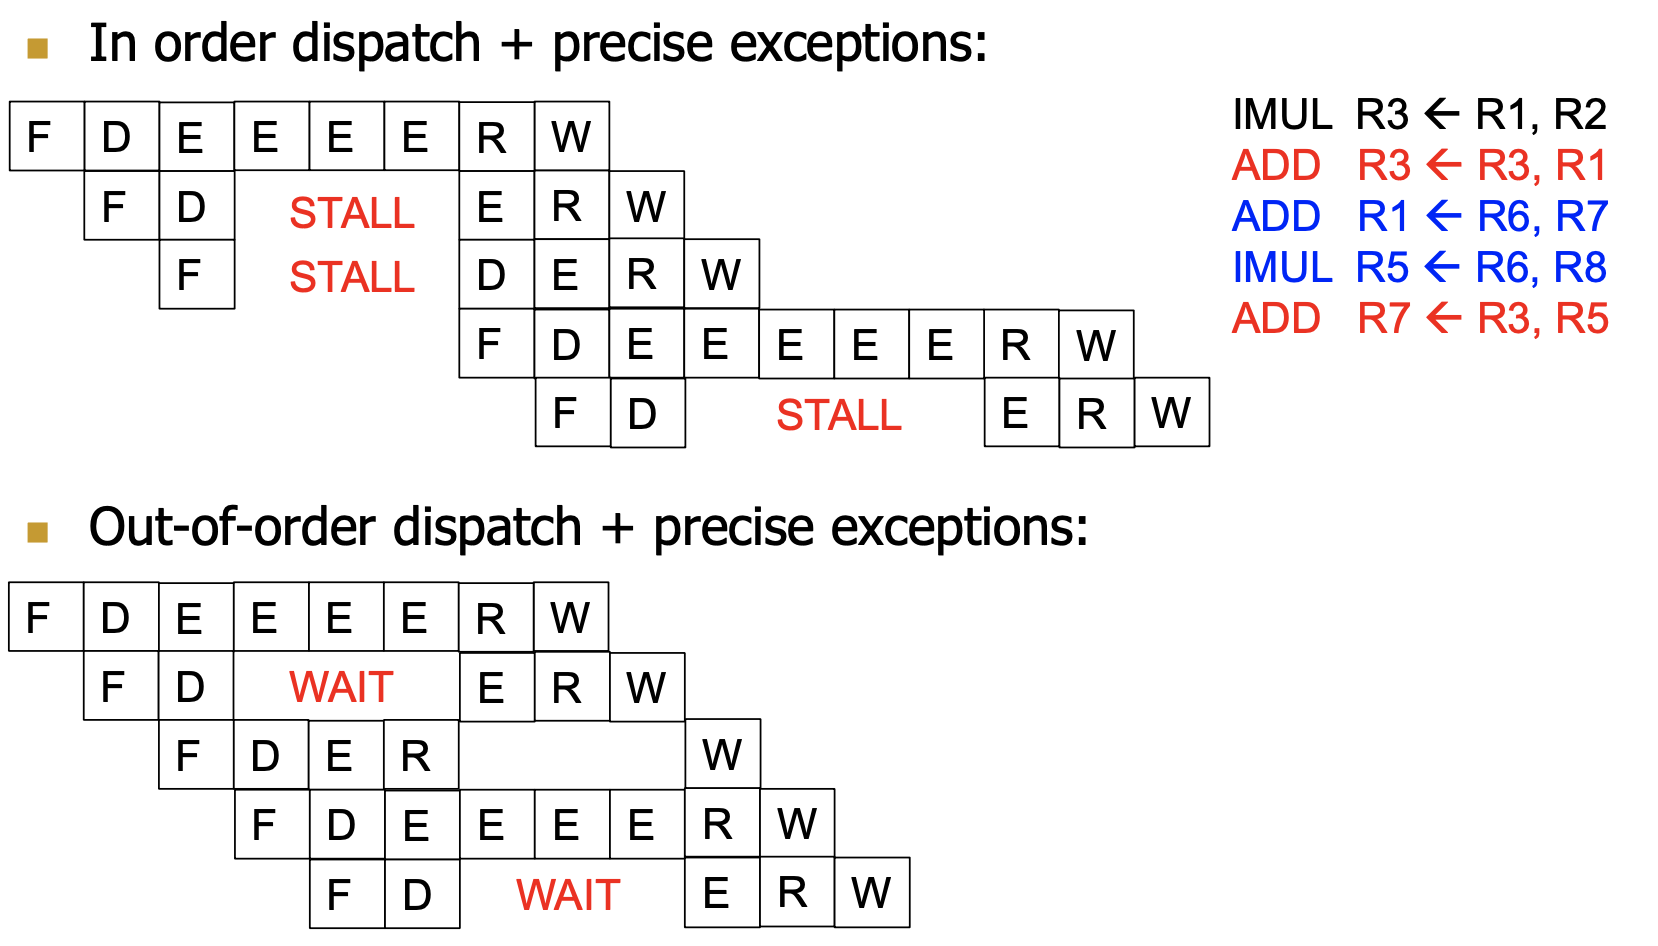 In order dispatch + precise exceptions:
F D E E E E R W
F D STALL E R W
F STALL D E R W
F D E E E E E R W
F D STALL E R W
IMUL R3 ← R1, R2
ADD R3 ← R3, R1
ADD R1 ← R6, R7
IMUL R5 ← R6, R8
ADD R7 ← R3, R5
Out-of-order dispatch + precise exceptions:
F D E E E E R W
F D WAIT E R W
F D E R W
F D E E E E R W
F D WAIT E R W